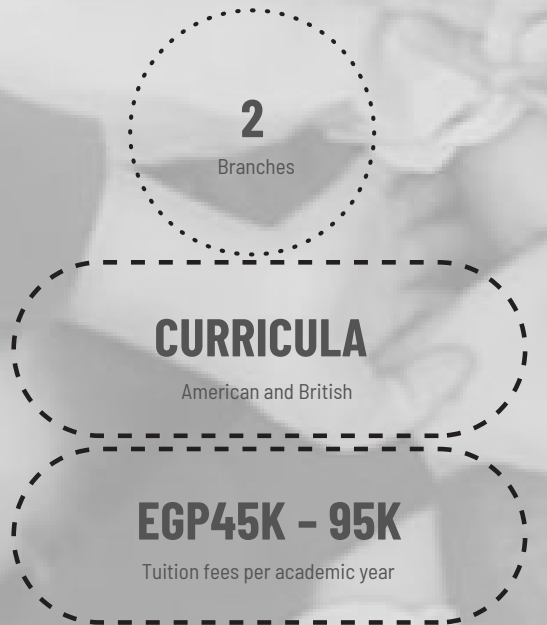 2
Branches
CURRICULA
American and British
EGP45K – 95K
Tuition fees per academic year